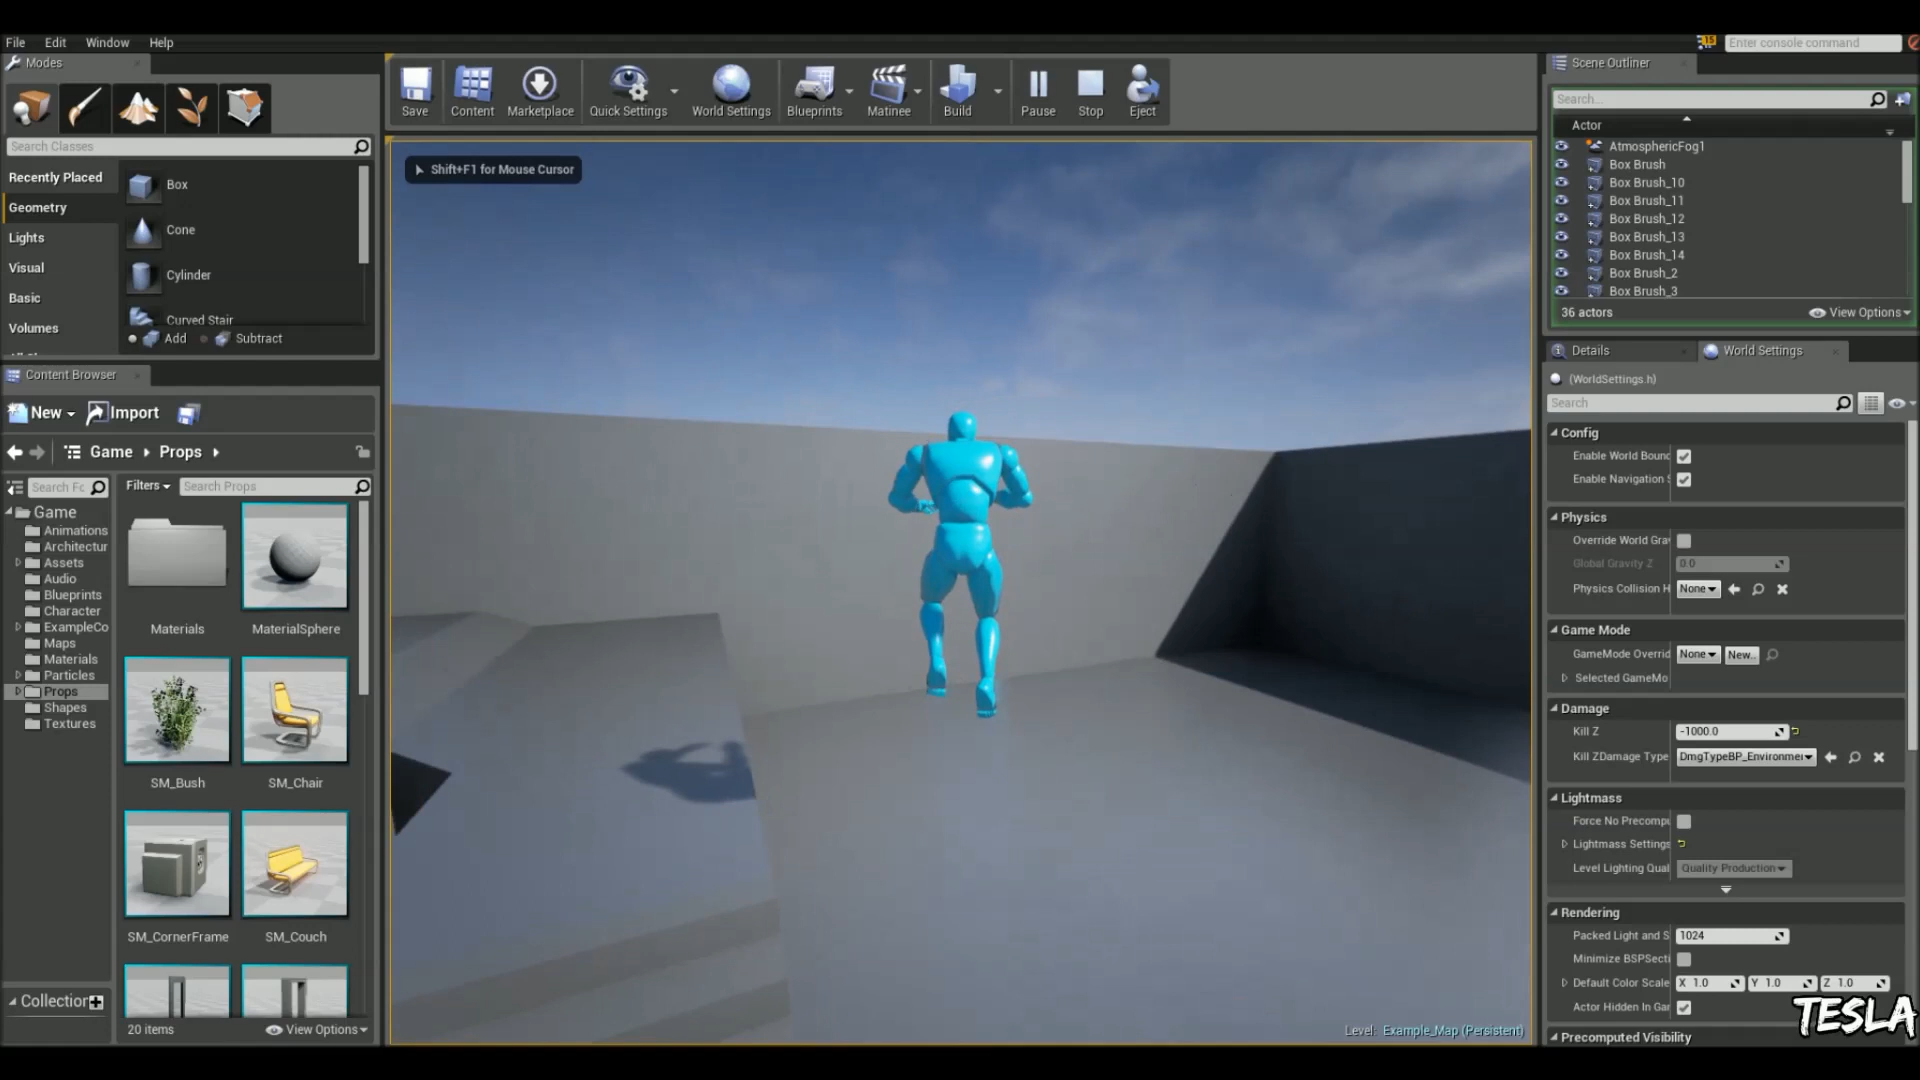 File Edit Window Help
15 Enter console command
Modes
Save Content Marketplace Quick Settings World Settings Blueprints Matinee Build Pause Stop Eject
Search Classes
Recently Placed
Geometry
Lights
Visual
Basic
Volumes
Box
Cone
Cylinder
Curved Stair
Add Subtract
Content Browser
New Import
Game Props
Search Fc
Filters Search Props
Game
Animations
Architectur
Assets
Audio
Blueprints
Character
ExampleCo
Maps
Materials
Particles
Props
Shapes
Textures
Materials MaterialSphere
SM_Bush SM_Chair
SM_CornerFrame SM_Couch
Collection
20 items View Options
Shift+F1 for Mouse Cursor
Level: Example_Map (Persistent)
Scene Outliner
Search...
Actor
AtmosphericFog1
Box Brush
Box Brush_10
Box Brush_11
Box Brush_12
Box Brush_13
Box Brush_14
Box Brush_2
Box Brush_3
36 actors View Options
Details World Settings
(WorldSettings.h)
Search
Config
Enable World Bounc
Enable Navigation S
Physics
Override World Gra
Global Gravity Z 0.0
Physics Collision H None
Game Mode
GameMode Overrid None New..
Selected GameMo
Damage
Kill Z -1000.0
Kill ZDamage Type DmgTypeBP_Environmer
Lightmass
Force No Precompu
Lightmass Settings
Level Lighting Qual Quality Production
Rendering
Packed Light and S 1024
Minimize BSPSecti
Default Color Scale X 1.0 Y 1.0 Z 1.0
Actor Hidden In Gar
Precomputed Visibility
TESLA